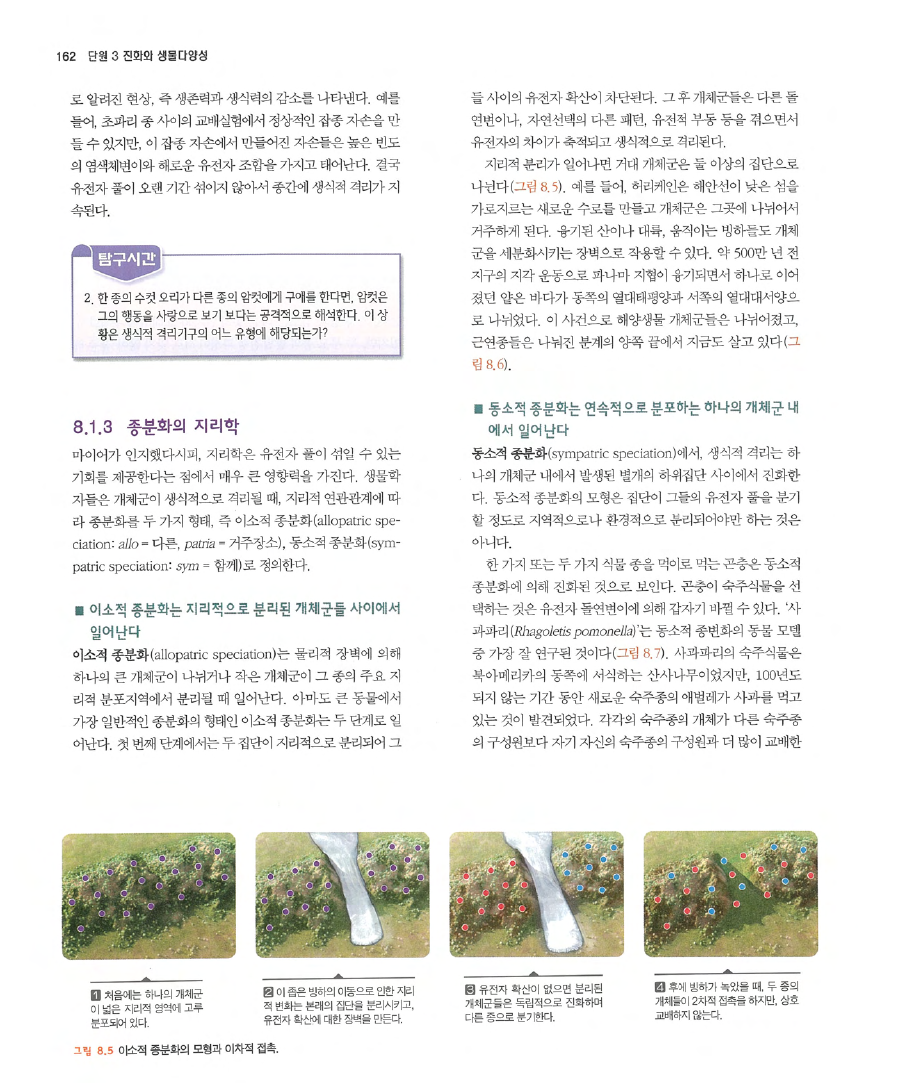 162 단원 3 진화와 생물다양성
로 알려진 현상, 즉 생존력과 생식력의 감소를 나타낸다. 예를
들어, 초파리 종 사이의 교배실험에서 정상적인 잡종 자손을 만
들 수 있지만, 이 잡종 자손에서 만들어진 자손들은 높은 빈도
의 염색체변이와 해로운 유전자 조합을 가지고 태어난다. 결국
유전자 풀이 오랜 기간 섞이지 않아서 종간에 생식적 격리가 지
속된다.
탐구시간
2. 한 종의 수컷 오리가 다른 종의 암컷에게 구애를 한다면, 암컷은
그의 행동을 사랑으로 보기 보다는 공격적으로 해석한다. 이 상
황은 생식적 격리기구의 어느 유형에 해당되는가?
8.1.3 종분화의 지리학
마이어가 인지했다시피, 지리학은 유전자 풀이 섞일 수 있는
기회를 제공한다는 점에서 매우 큰 영향력을 가진다. 생물학
자들은 개체군이 생식적으로 격리될 때, 지리적 연관관계에 따
라 종분화를 두 가지 형태, 즉 이소적 종분화(allopatric spe-
ciation: allo = 다른, patria = 거주장소), 동소적 종분화(sym-
patric speciation: sym = 함께)로 정의한다.
■ 이소적 종분화는 지리적으로 분리된 개체군들 사이에서
일어난다
이소적 종분화(allopatric speciation)는 물리적 장벽에 의해
하나의 큰 개체군이 나뉘거나 작은 개체군이 그 종의 주요 지
리적 분포지역에서 분리될 때 일어난다. 아마도 큰 동물에서
가장 일반적인 종분화의 형태인 이소적 종분화는 두 단계로 일
어난다. 첫 번째 단계에서는 두 집단이 지리적으로 분리되어 그
들 사이의 유전자 확산이 차단된다. 그 후 개체군들은 다른 돌
연변이나, 자연선택의 다른 패턴, 유전적 부동 등을 겪으면서
유전자의 차이가 축적되고 생식적으로 격리된다.
지리적 분리가 일어나면 거대 개체군은 둘 이상의 집단으로
나뉜다(그림 8.5). 예를 들어, 허리케인은 해안선이 낮은 섬을
가로지르는 새로운 수로를 만들고 개체군은 그곳에 나뉘어서
거주하게 된다. 융기된 산이나 대륙, 움직이는 빙하들도 개체
군을 세분화시키는 장벽으로 작용할 수 있다. 약 500만 년 전
지구의 지각 운동으로 파나마 지협이 융기되면서 하나로 이어
졌던 얕은 바다가 동쪽의 열대태평양과 서쪽의 열대대서양으
로 나뉘었다. 이 사건으로 해양생물 개체군들은 나뉘어졌고,
근연종들은 나눠진 분계의 양쪽 끝에서 지금도 살고 있다(그
림 8.6).
■ 동소적 종분화는 연속적으로 분포하는 하나의 개체군 내
에서 일어난다
동소적 종분화(sympatric speciation)에서, 생식적 격리는 하
나의 개체군 내에서 발생된 별개의 하위집단 사이에서 진화한
다. 동소적 종분화의 모형은 집단이 그들의 유전자 풀을 분기
할 정도로 지역적으로나 환경적으로 분리되어야만 하는 것은
아니다.
한 가지 또는 두 가지 식물 종을 먹이로 먹는 곤충은 동소적
종분화에 의해 진화된 것으로 보인다. 곤충이 숙주식물을 선
택하는 것은 유전자 돌연변이에 의해 갑자기 바뀔 수 있다. ‘사
과파리(Rhagoletis pomonella)’는 동소적 종변화의 동물 모델
중 가장 잘 연구된 것이다(그림 8.7). 사과파리의 숙주식물은
북아메리카의 동쪽에 서식하는 산사나무이었지만, 100년도
되지 않는 기간 동안 새로운 숙주종의 애벌레가 사과를 먹고
있는 것이 발견되었다. 각각의 숙주종의 개체가 다른 숙주종
의 구성원보다 자기 자신의 숙주종의 구성원과 더 많이 교배한
1 처음에는 하나의 개체군
이 넓은 지리적 영역에 고루
분포되어 있다.
2 이 좁은 빙하의 이동으로 인한 지리
적 변화는 본래의 집단을 분리시키고,
유전자 확산에 대한 장벽을 만든다.
3 유전자 확산이 없으면 분리된
개체군들은 독립적으로 진화하며
다른 종으로 분기한다.
4 후에 빙하가 녹았을 때, 두 종의
개체들이 2차적 접촉을 하지만, 상호
교배하지 않는다.
그림 8.5 이소적 종분화의 모형과 이차적 접촉.